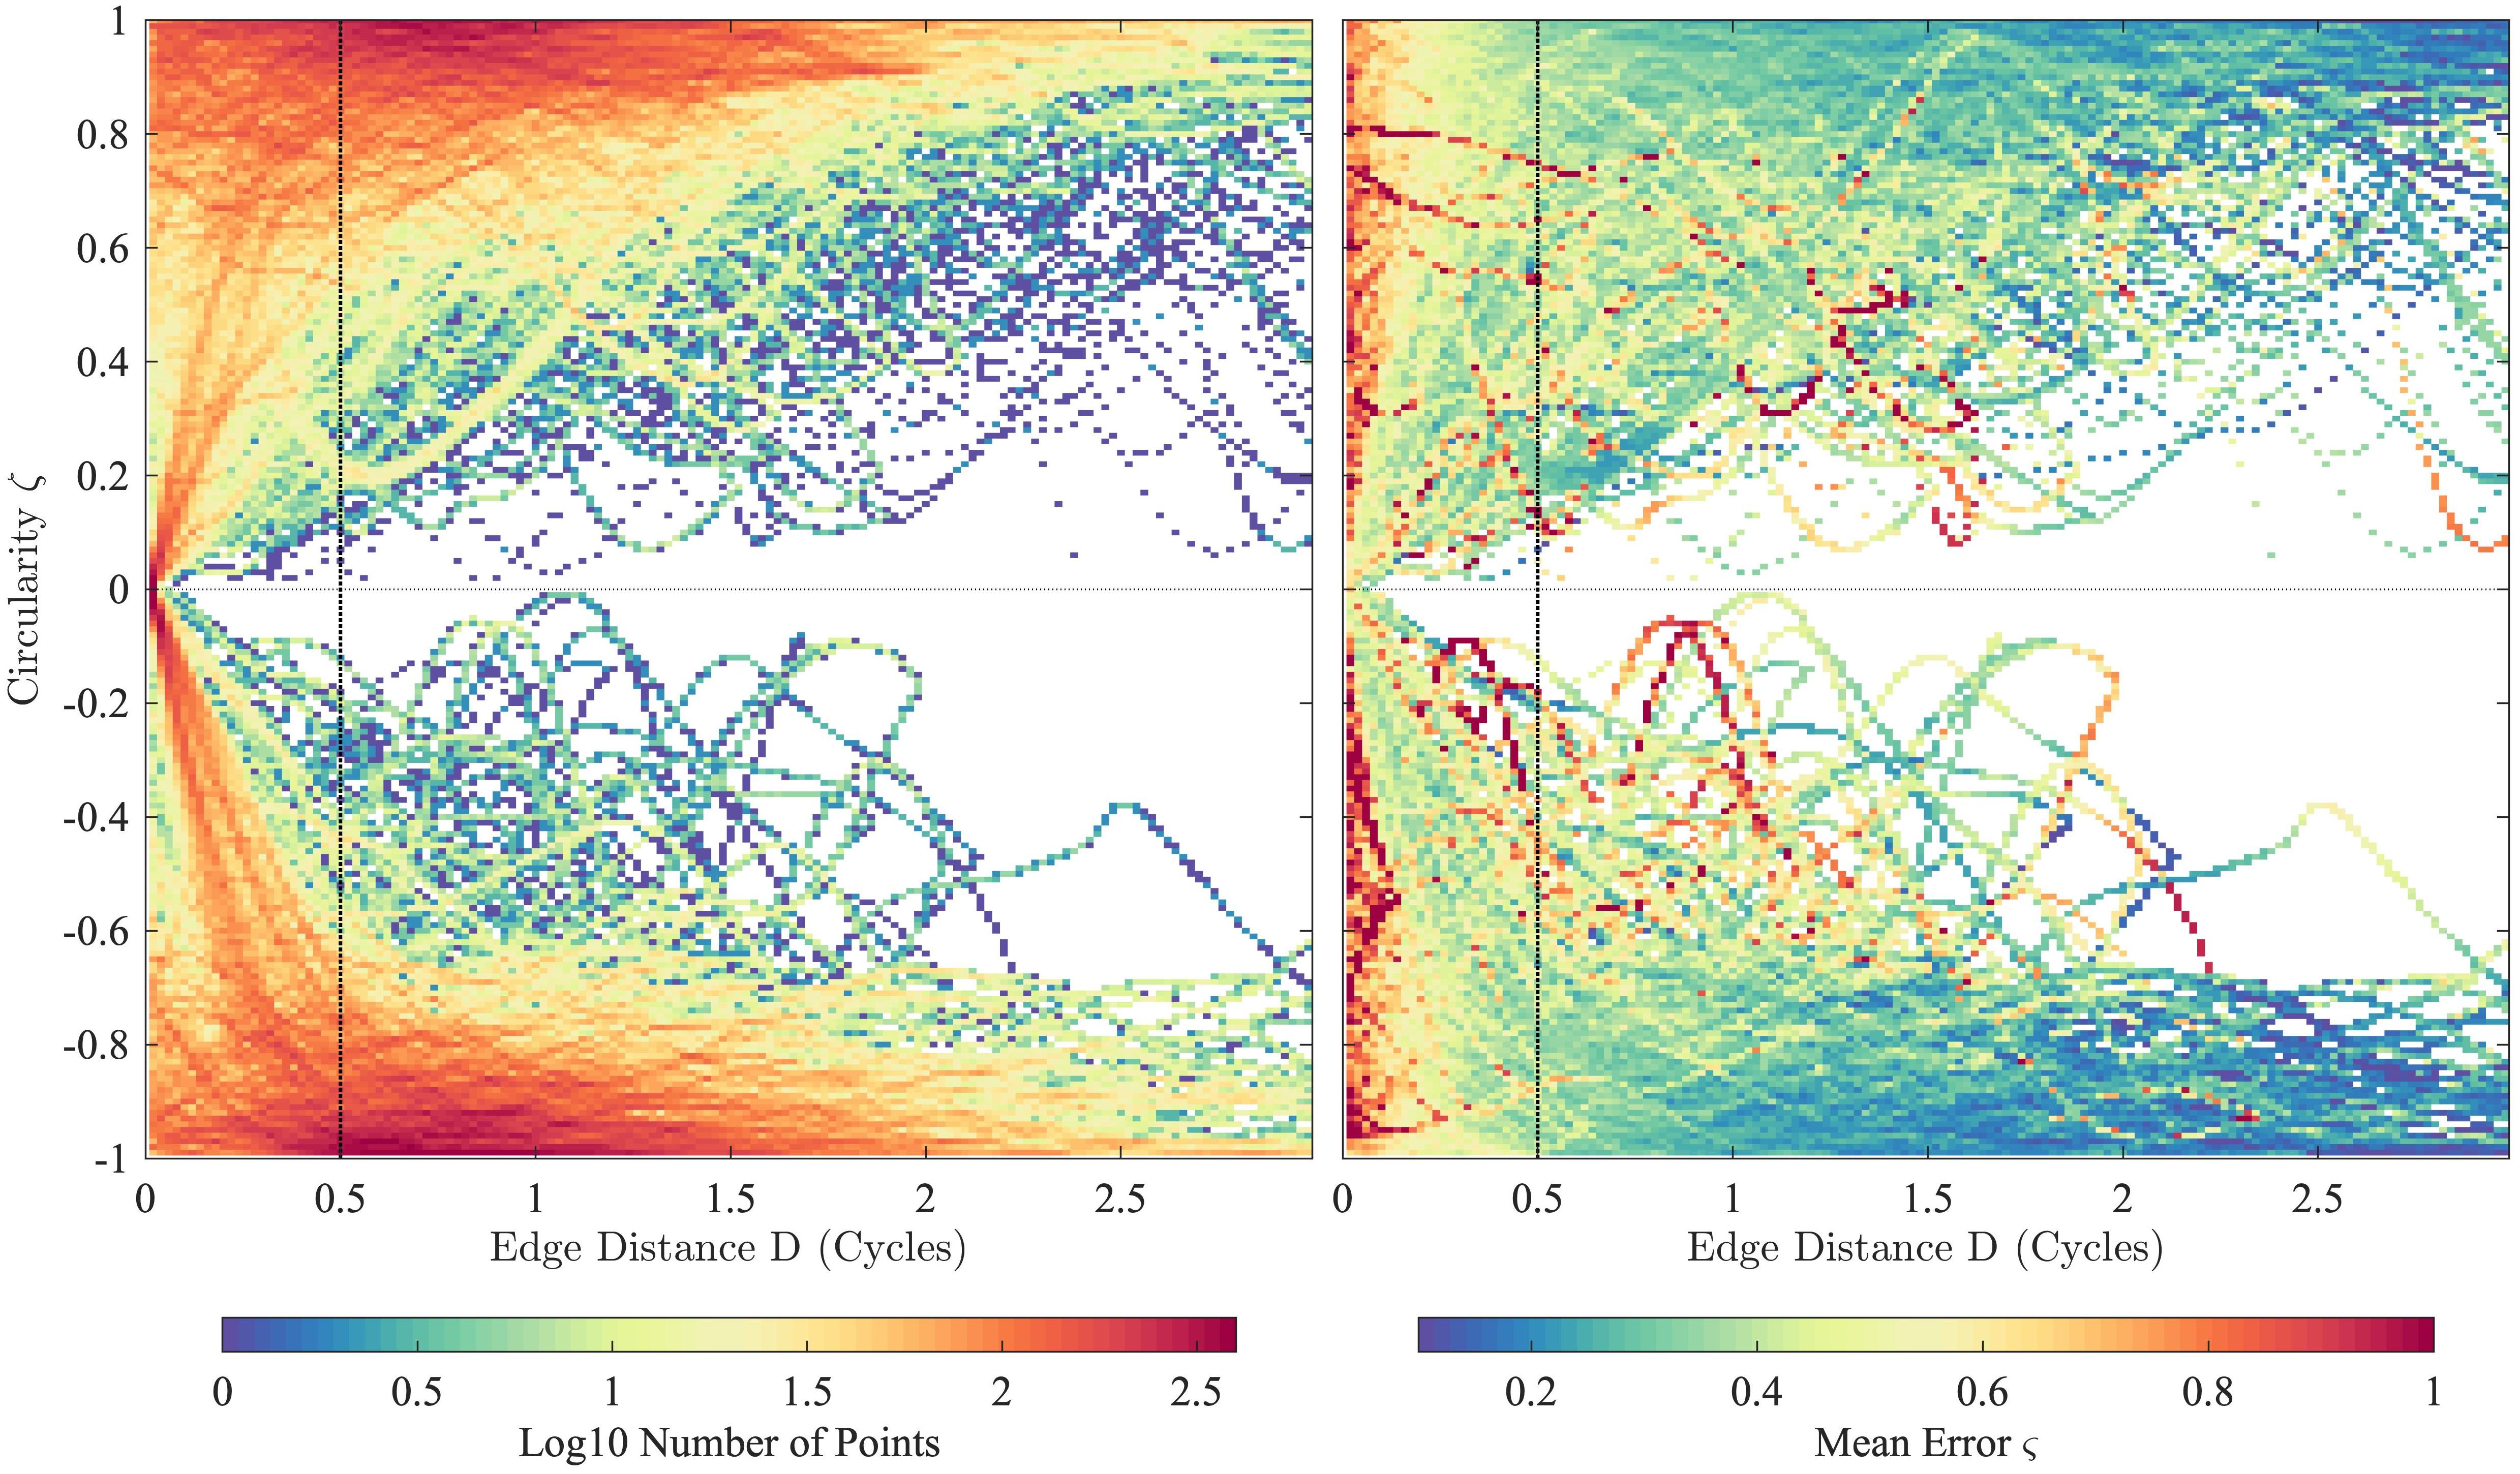 Circularity ζ
1
0.8
0.6
0.4
0.2
0
-0.2
-0.4
-0.6
-0.8
-1
0 0.5 1 1.5 2 2.5
Edge Distance D (Cycles)
0 0.5 1 1.5 2 2.5
Edge Distance D (Cycles)
0 0.5 1 1.5 2 2.5
Log10 Number of Points
0.2 0.4 0.6 0.8 1
Mean Error ς